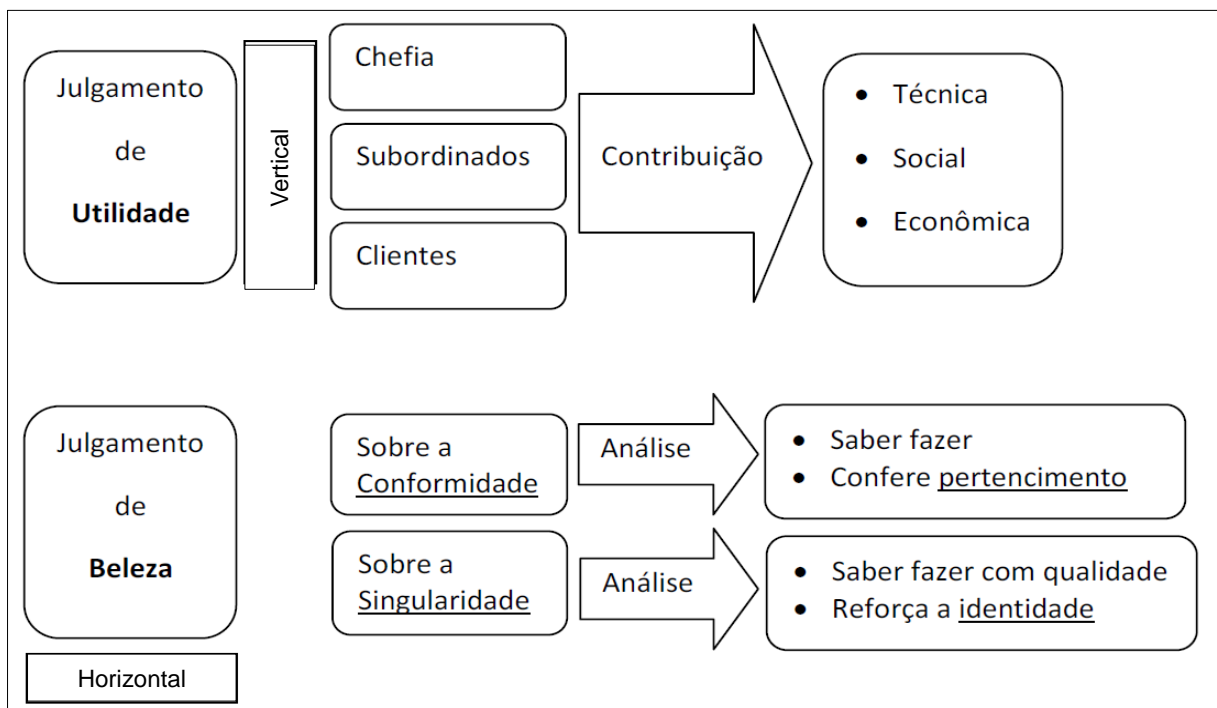 Julgamento
de
Utilidade
Vertical
Chefia
Subordinados
Clientes
Contribuição
• Técnica
• Social
• Econômica
Julgamento
de
Beleza
Horizontal
Sobre a
Conformidade
Análise
• Saber fazer
• Confere pertencimento
Sobre a
Singularidade
Análise
• Saber fazer com qualidade
• Reforça a identidade